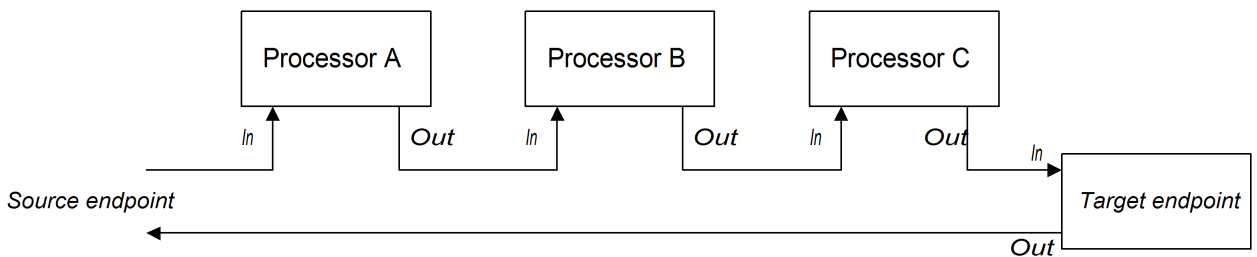 Processor A
Processor B
Processor C
In
Out
In
Out
In
Out
In
Source endpoint
Target endpoint
Out